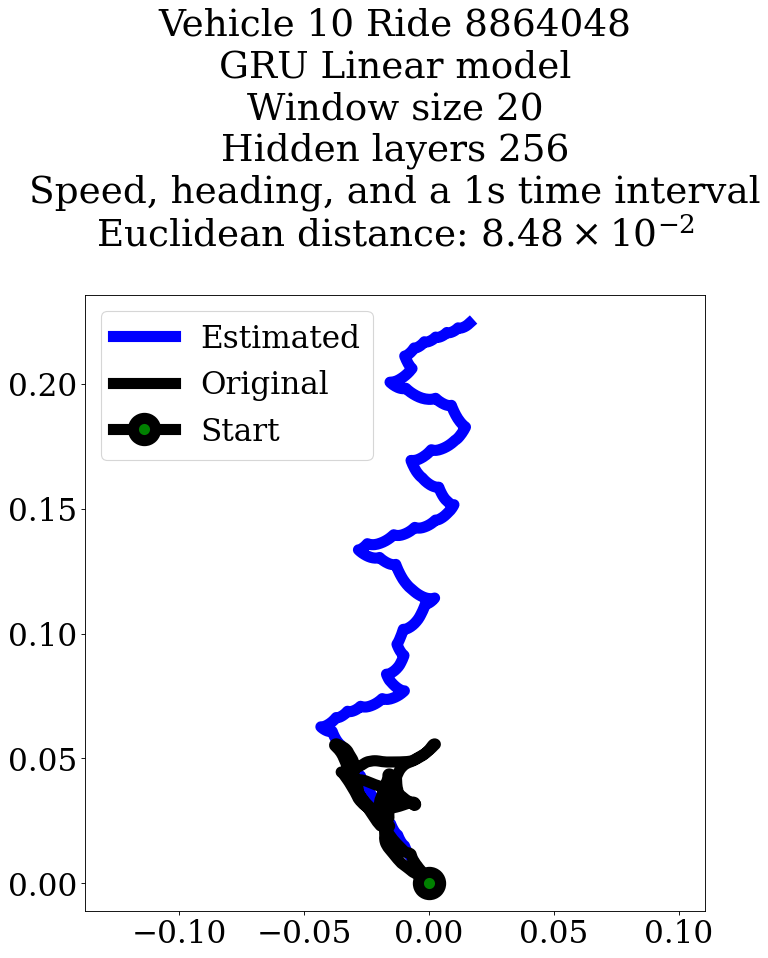 Vehicle 10 Ride 8864048
GRU Linear model
Window size 20
Hidden layers 256
Speed, heading, and a 1s time interval
Euclidean distance: 8.48 × 10⁻²
Estimated
Original
Start
0.20
0.15
0.10
0.05
0.00
−0.10
−0.05
0.00
0.05
0.10